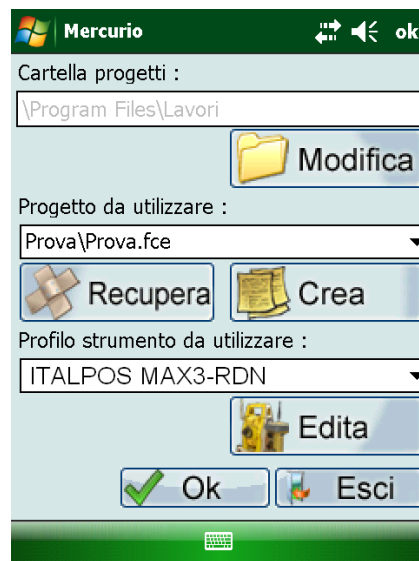 Mercurio ok
Cartella progetti :
\Program Files\Lavori
Modifica
Progetto da utilizzare :
Prova\Prova.fce
Recupera Crea
Profilo strumento da utilizzare :
ITALPOS MAX3-RDN
Edita
Ok Esci